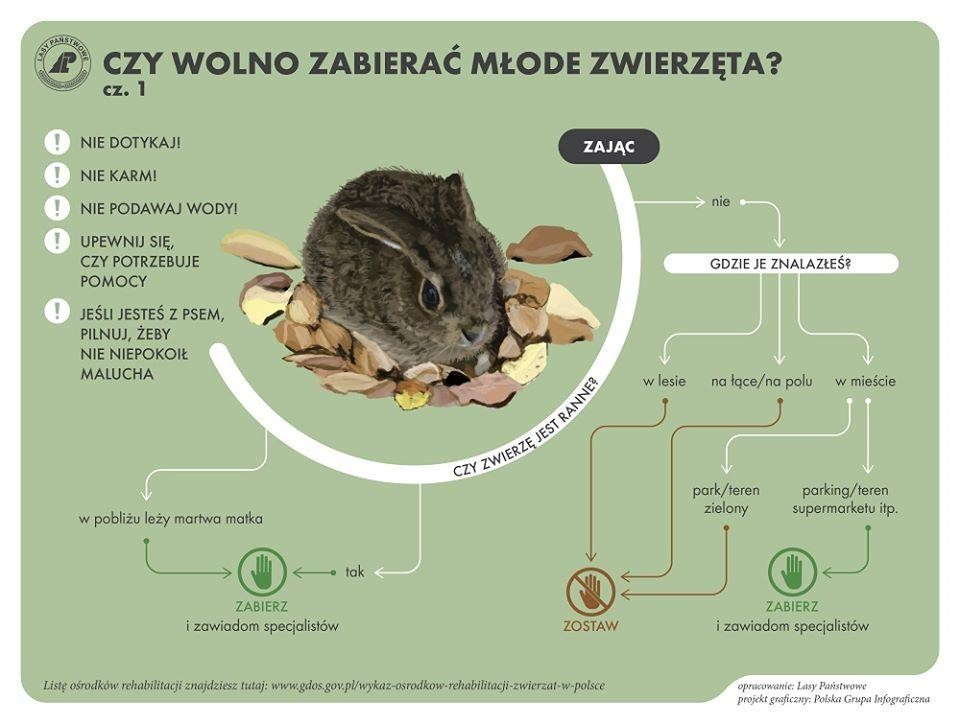 LASY PAŃSTWOWE
CZY WOLNO ZABIERAĆ MŁODE ZWIERZĘTA?
cz. 1
! NIE DOTYKAJ!
! NIE KARM!
! NIE PODAWAJ WODY!
! UPEWNIJ SIĘ,
CZY POTRZEBUJE
POMOCY
! JEŚLI JESTEŚ Z PSEM,
PILNUJ, ŻEBY
NIE NIEPOKOIŁ
MALUCHA
ZAJĄC
CZY ZWIERZĘ JEST RANNE?
nie
GDZIE JE ZNALAZŁEŚ?
w lesie
na łące/na polu
w mieście
park/teren
zielony
parking/teren
supermarketu itp.
w pobliżu leży martwa matka
tak
ZABIERZ
i zawiadom specjalistów
ZOSTAW
ZABIERZ
i zawiadom specjalistów
Listę ośrodków rehabilitacji znajdziesz tutaj: www.gdos.gov.pl/wykaz-osrodkow-rehabilitacji-zwierzat-w-polsce
opracowanie: Lasy Państwowe
projekt graficzny: Polska Grupa Infograficzna